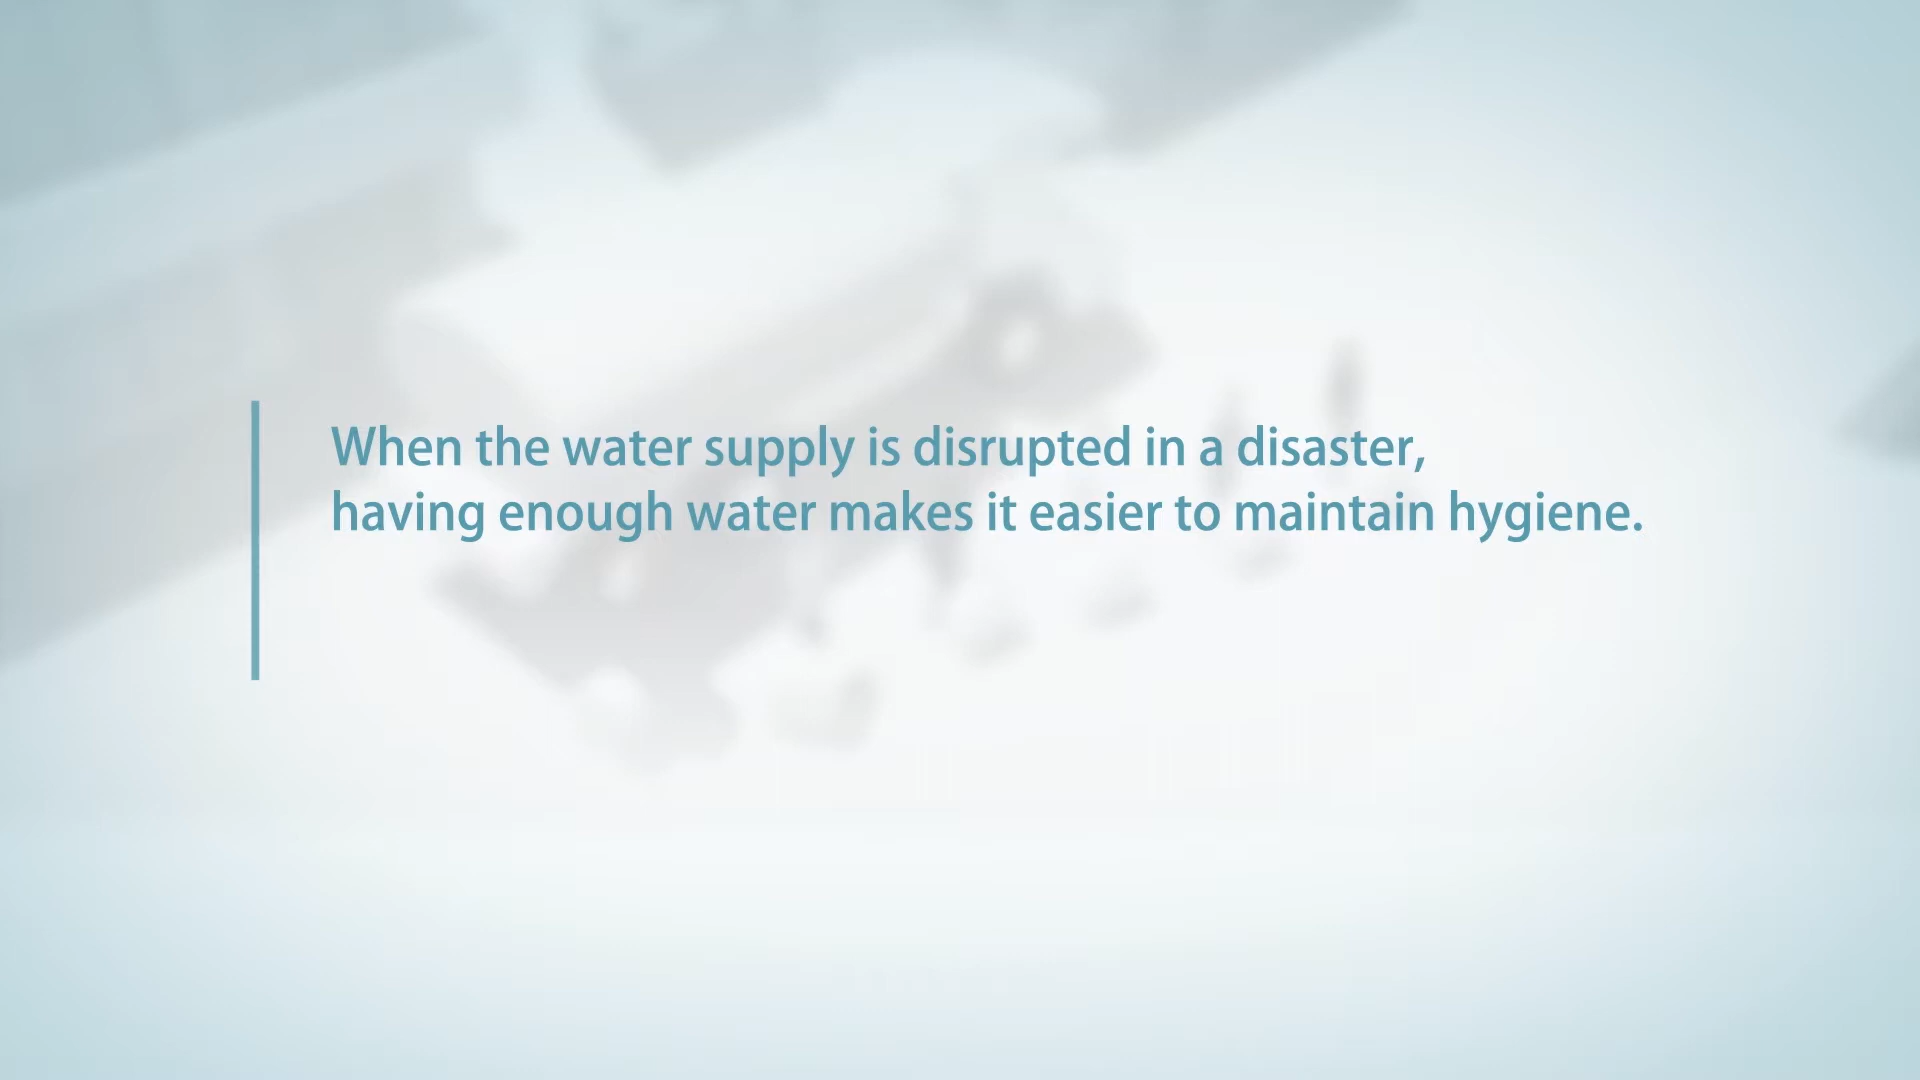 When the water supply is disrupted in a disaster,
having enough water makes it easier to maintain hygiene.